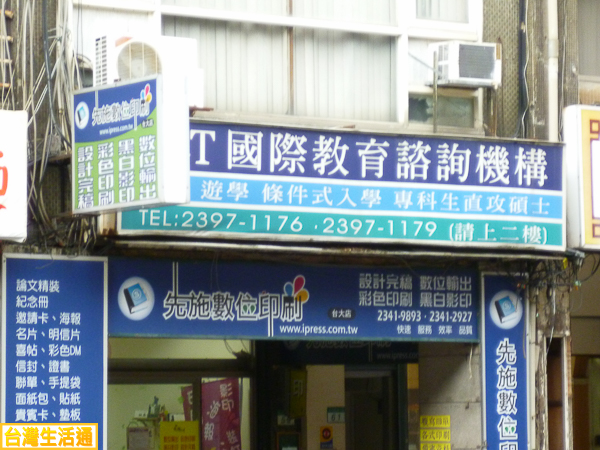 先施數位印刷
台大店
www.ipress.com.tw
設計完稿
彩色印刷
黑白影印
數位輸出
T國際教育諮詢機構
遊學 條件式入學 專科生直攻碩士
TEL:2397-1176 · 2397-1179 (請上二樓)
論文精裝
紀念冊
邀請卡、海報
名片、明信片
喜帖、彩色DM
信封、證書
聯單、手提袋
面紙包、貼紙
貴賓卡、墊板
先施數位印刷
台大店
www.ipress.com.tw
設計完稿 數位輸出
彩色印刷 黑白影印
2341-9893 · 2341-2927
快速 服務 效率 品質
先施數位
台灣生活通